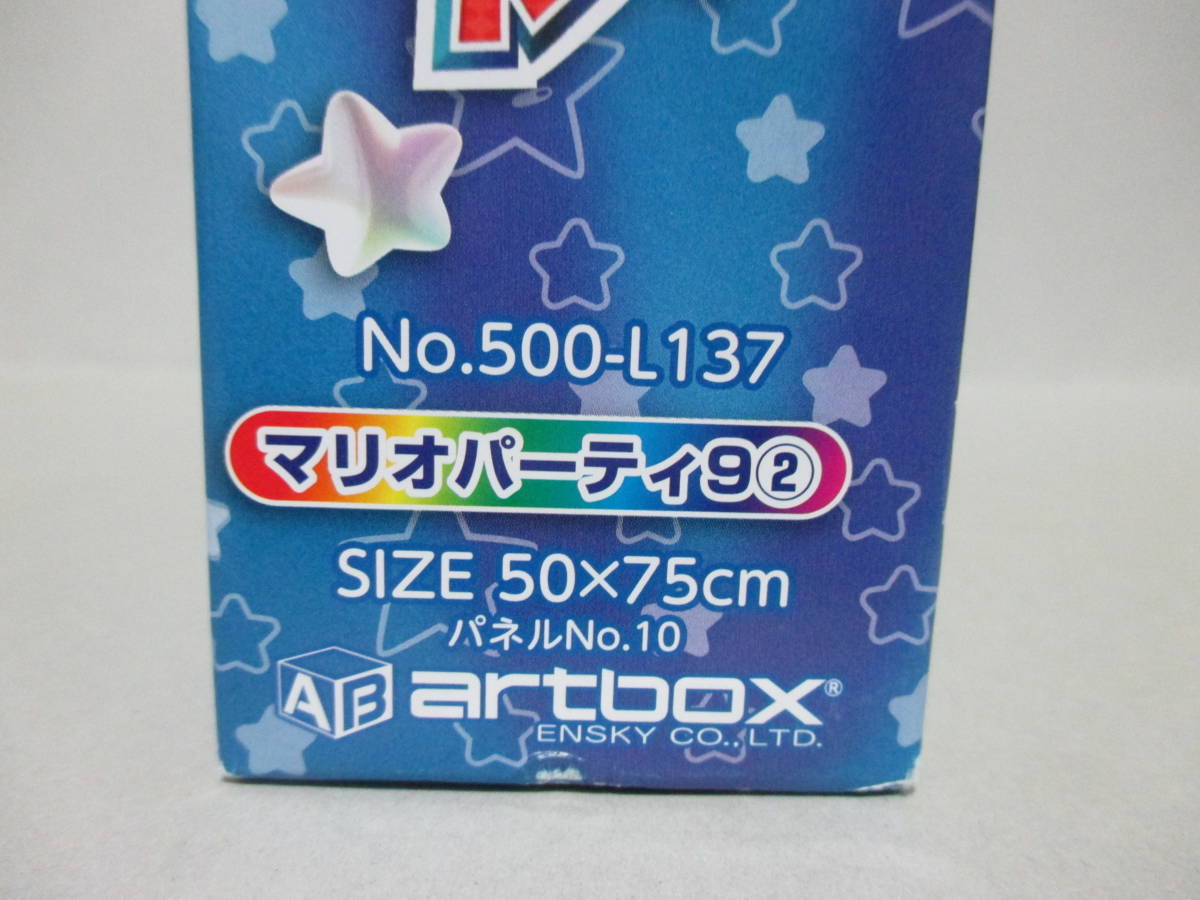 No.500-L137
マリオパーティ9②
SIZE 50×75cm
パネルNo.10
AB artbox®
ENSKY CO.,LTD.